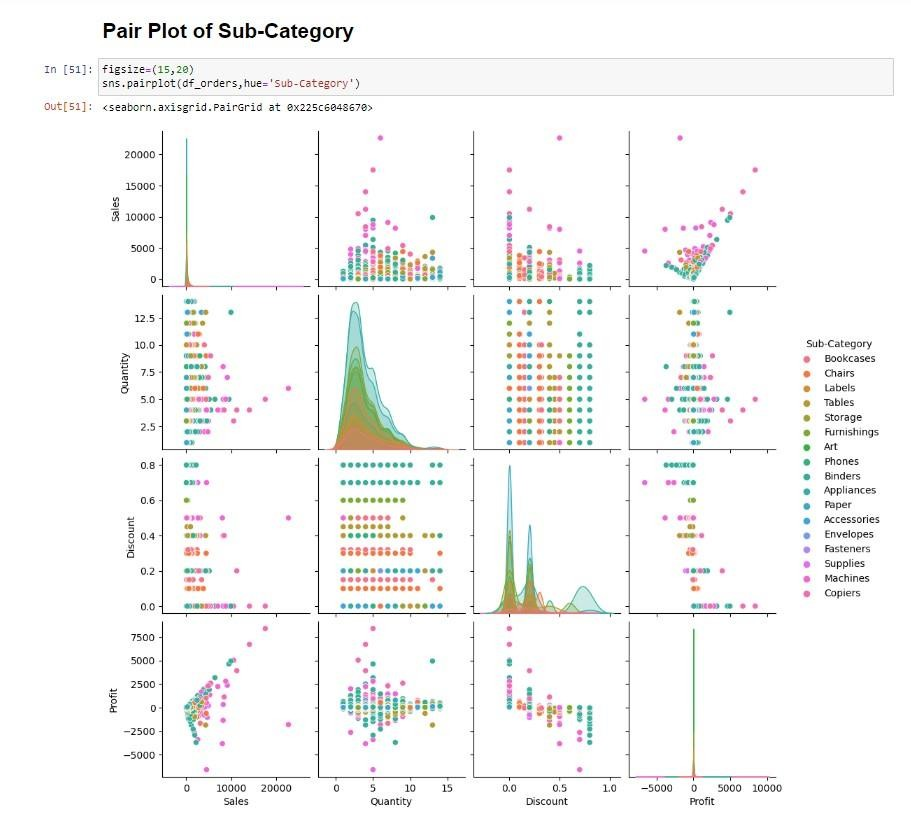 Pair Plot of Sub-Category
In [51]: figsize=(15,20)
sns.pairplot(df_orders,hue='Sub-Category')
Out[51]: <seaborn.axisgrid.PairGrid at 0x225c6048670>
20000
15000
10000
5000
0
Sales
12.5
10.0
7.5
5.0
2.5
Quantity
0.8
0.6
0.4
0.2
0.0
Discount
7500
5000
2500
0
−2500
−5000
Profit
0 10000 20000
Sales
0 5 10 15
Quantity
0.0 0.5 1.0
Discount
−5000 0 5000 10000
Profit
Sub-Category
Bookcases
Chairs
Labels
Tables
Storage
Furnishings
Art
Phones
Binders
Appliances
Paper
Accessories
Envelopes
Fasteners
Supplies
Machines
Copiers